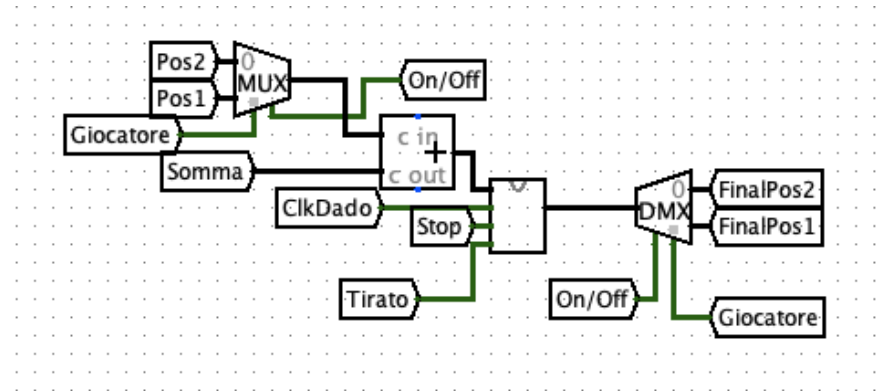 Pos2
0
MUX
On/Off
Pos1
Giocatore
c in
+
Somma
c out
ClkDado
Stop
0
FinalPos2
DMX
FinalPos1
Tirato
On/Off
Giocatore